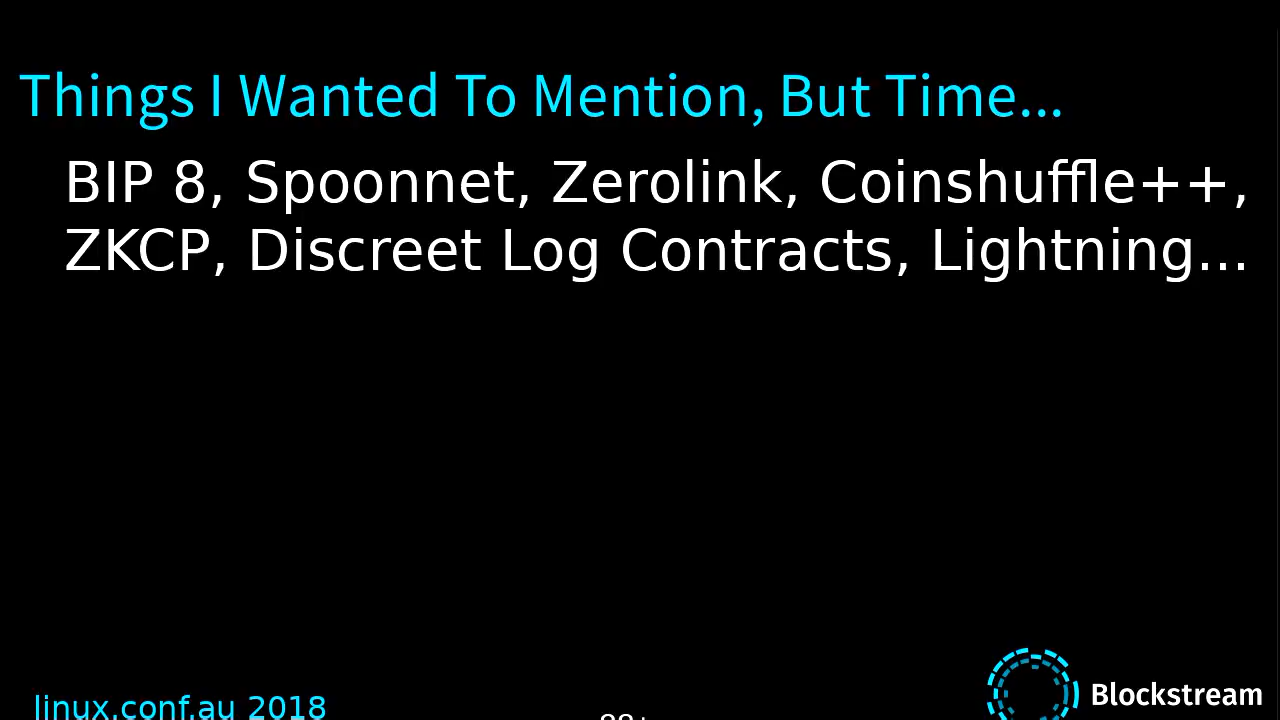 Things I Wanted To Mention, But Time...
BIP 8, Spoonnet, Zerolink, Coinshuffle++,
ZKCP, Discreet Log Contracts, Lightning...
linux.conf.au 2018
Blockstream